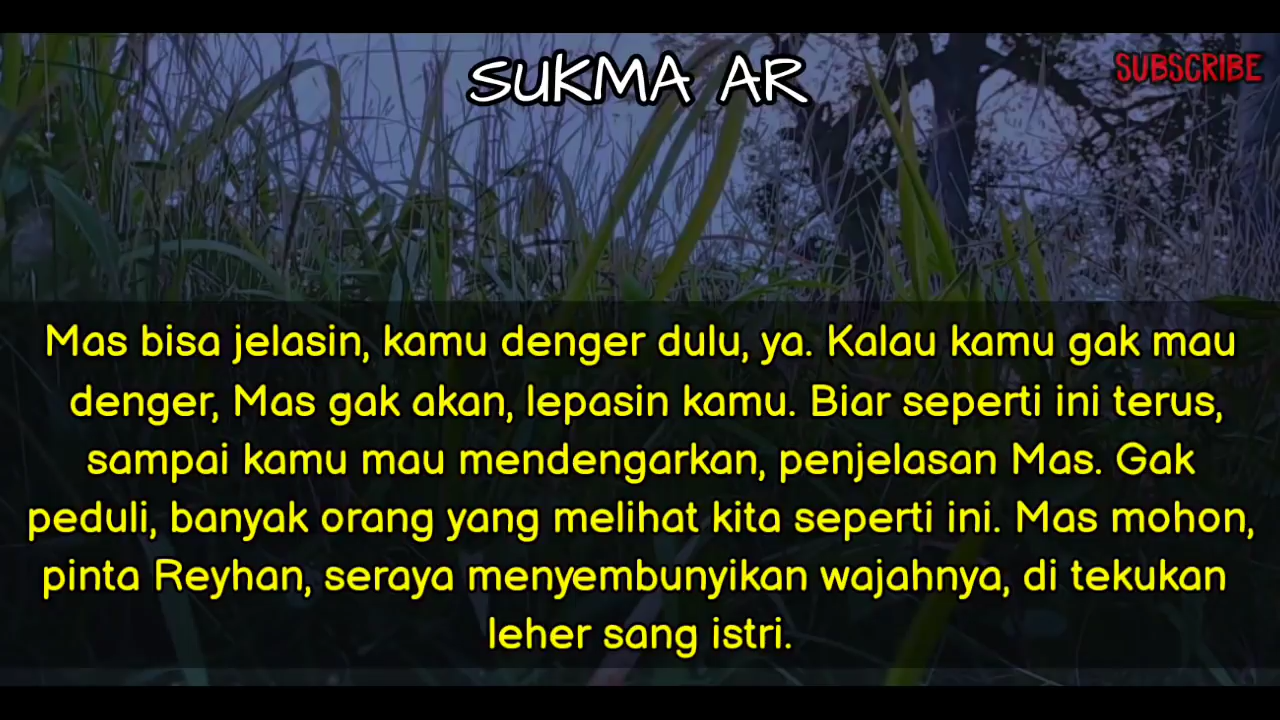 SUKMA AR
SUBSCRIBE
Mas bisa jelasin, kamu denger dulu, ya. Kalau kamu gak mau
denger, Mas gak akan, lepasin kamu. Biar seperti ini terus,
sampai kamu mau mendengarkan, penjelasan Mas. Gak
peduli, banyak orang yang melihat kita seperti ini. Mas mohon,
pinta Reyhan, seraya menyembunyikan wajahnya, di tekukan
leher sang istri.